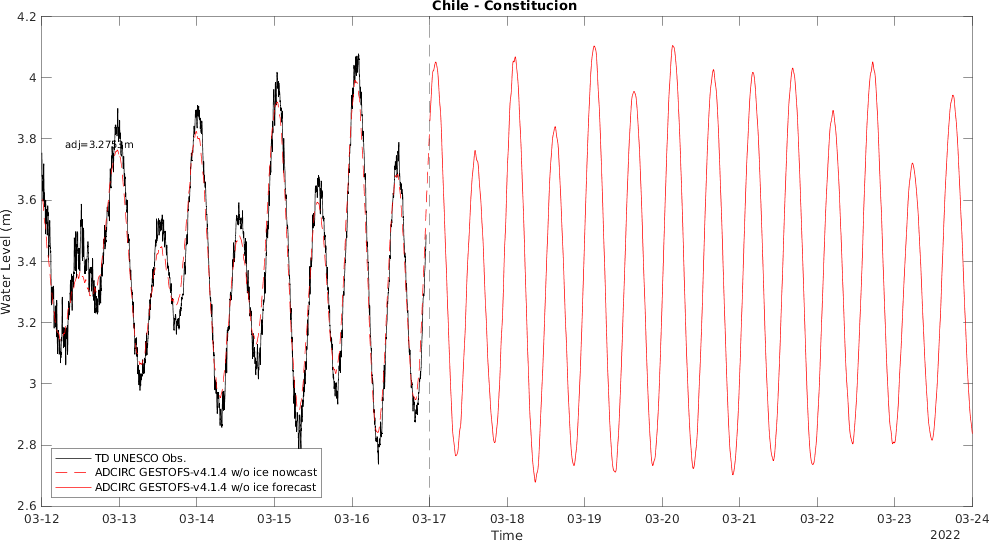 Chile - Constitucion
4.2
4
3.8
3.6
3.4
3.2
3
2.8
2.6
Water Level (m)
adj=3.2753m
TD UNESCO Obs.
ADCIRC GESTOFS-v4.1.4 w/o ice nowcast
ADCIRC GESTOFS-v4.1.4 w/o ice forecast
03-12 03-13 03-14 03-15 03-16 03-17 03-18 03-19 03-20 03-21 03-22 03-23 03-24
Time
2022